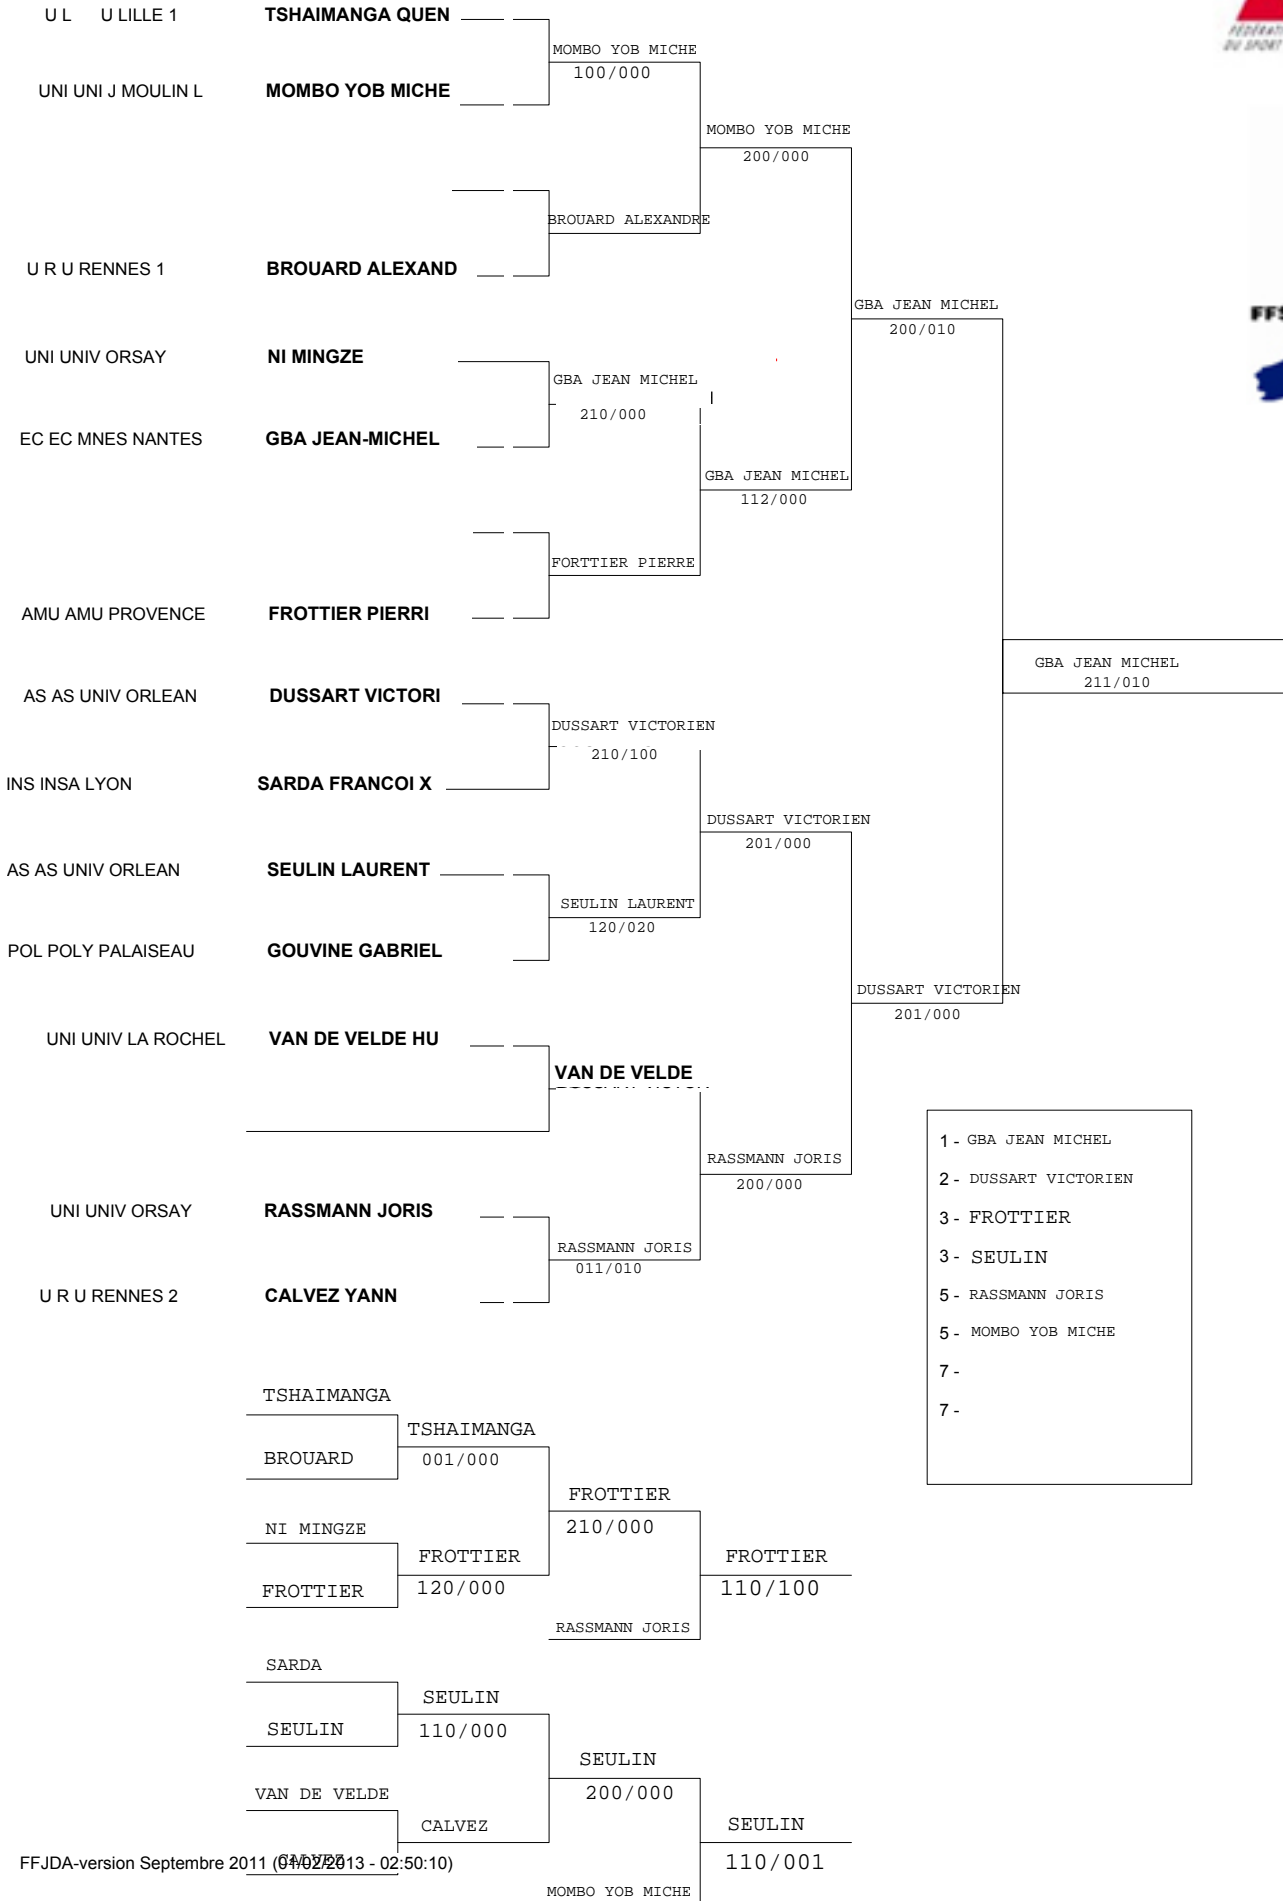 U L U LILLE 1 TSHAIMANGA QUEN
MOMBO YOB MICHE
100/000
UNI UNI J MOULIN L MOMBO YOB MICHE
MOMBO YOB MICHE
200/000
BROUARD ALEXANDRE
U R U RENNES 1 BROUARD ALEXAND
GBA JEAN MICHEL
200/010
UNI UNIV ORSAY NI MINGZE
GBA JEAN MICHEL
210/000
EC EC MNES NANTES GBA JEAN-MICHEL
GBA JEAN MICHEL
112/000
FORTTIER PIERRE
AMU AMU PROVENCE FROTTIER PIERRI
GBA JEAN MICHEL
211/010
AS AS UNIV ORLEAN DUSSART VICTORI
DUSSART VICTORIEN
210/100
INS INSA LYON SARDA FRANCOI X
DUSSART VICTORIEN
201/000
AS AS UNIV ORLEAN SEULIN LAURENT
SEULIN LAURENT
120/020
POL POLY PALAISEAU GOUVINE GABRIEL
DUSSART VICTORIEN
201/000
UNI UNIV LA ROCHEL VAN DE VELDE HU
VAN DE VELDE
RASSMANN JORIS
200/000
UNI UNIV ORSAY RASSMANN JORIS
RASSMANN JORIS
011/010
U R U RENNES 2 CALVEZ YANN
1 - GBA JEAN MICHEL
2 - DUSSART VICTORIEN
3 - FROTTIER
3 - SEULIN
5 - RASSMANN JORIS
5 - MOMBO YOB MICHE
7 -
7 -
TSHAIMANGA
TSHAIMANGA
BROUARD 001/000
FROTTIER
210/000
NI MINGZE
FROTTIER FROTTIER
FROTTIER 120/000 110/100
RASSMANN JORIS
SARDA
SEULIN
SEULIN 110/000
SEULIN
200/000
VAN DE VELDE
CALVEZ SEULIN
CALVEZ 110/001
FFJDA-version Septembre 2011 (01/02/2013 - 02:50:10)
MOMBO YOB MICHE